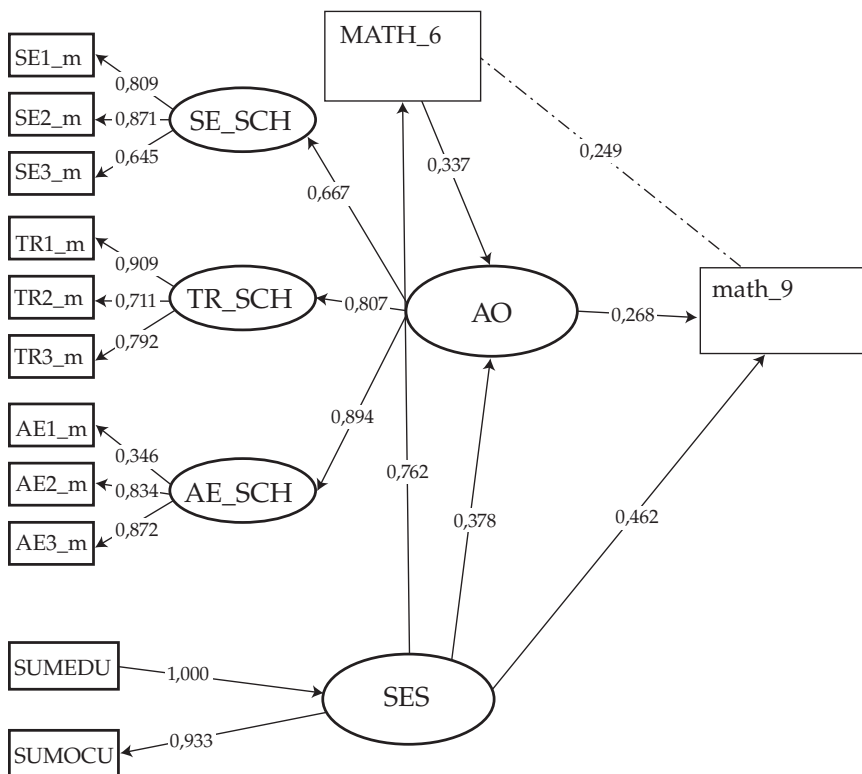 MATH_6
SE1_m
0,809
SE2_m
0,871
SE_SCH
SE3_m
0,645
0,337
0,249
0,667
TR1_m
0,909
TR2_m
0,711
TR_SCH
TR3_m
0,792
0,807
AO
0,268
math_9
AE1_m
0,346
AE2_m
0,834
AE_SCH
AE3_m
0,872
0,894
0,762
0,378
0,462
SUMEDU
1,000
SES
SUMOCU
0,933